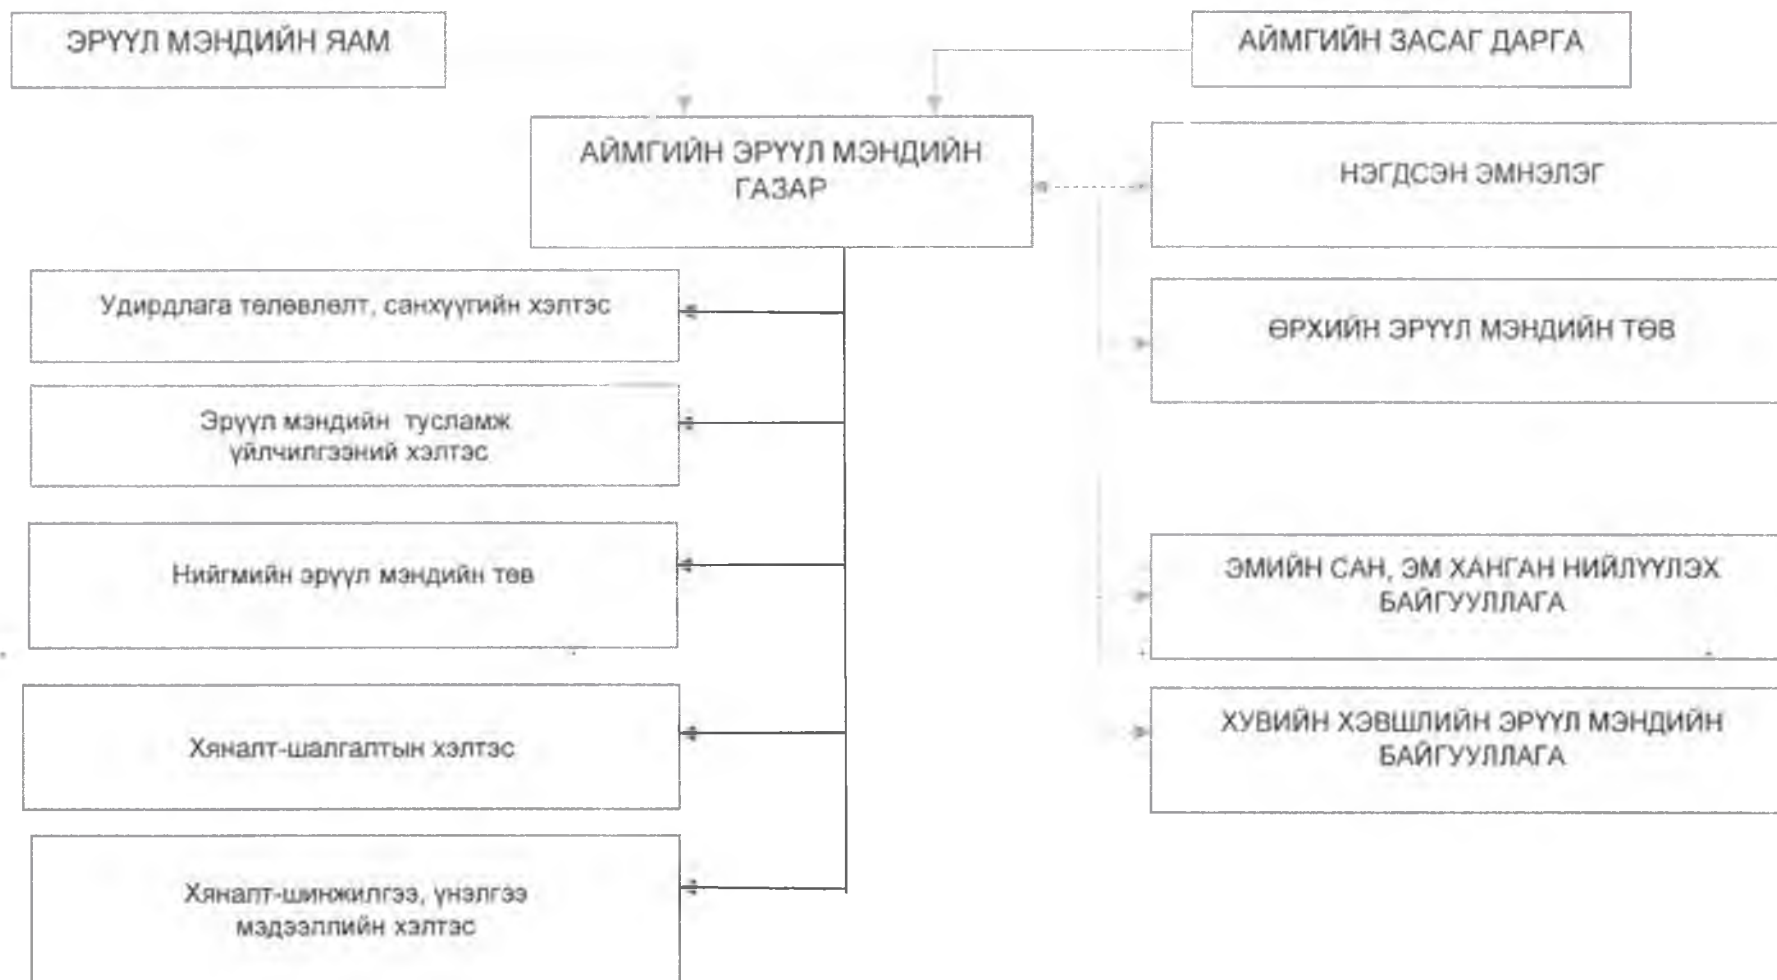 ЭРҮҮЛ МЭНДИЙН ЯАМ
АЙМГИЙН ЗАСАГ ДАРГА
АЙМГИЙН ЭРҮҮЛ МЭНДИЙН
ГАЗАР
НЭГДСЭН ЭМНЭЛЭГ
Удирдлага төлөвлөлт, санхүүгийн хэлтэс
ӨРХИЙН ЭРҮҮЛ МЭНДИЙН ТӨВ
Эрүүл мэндийн тусламж
үйлчилгээний хэлтэс
Нийгмийн эрүүл мэндийн төв
ЭМИЙН САН, ЭМ ХАНГАН НИЙЛҮҮЛЭХ
БАЙГУУЛЛАГА
Хяналт-шалгалтын хэлтэс
ХУВИЙН ХЭВШЛИЙН ЭРҮҮЛ МЭНДИЙН
БАЙГУУЛЛАГА
Хяналт-шинжилгээ, үнэлгээ
мэдээллийн хэлтэс